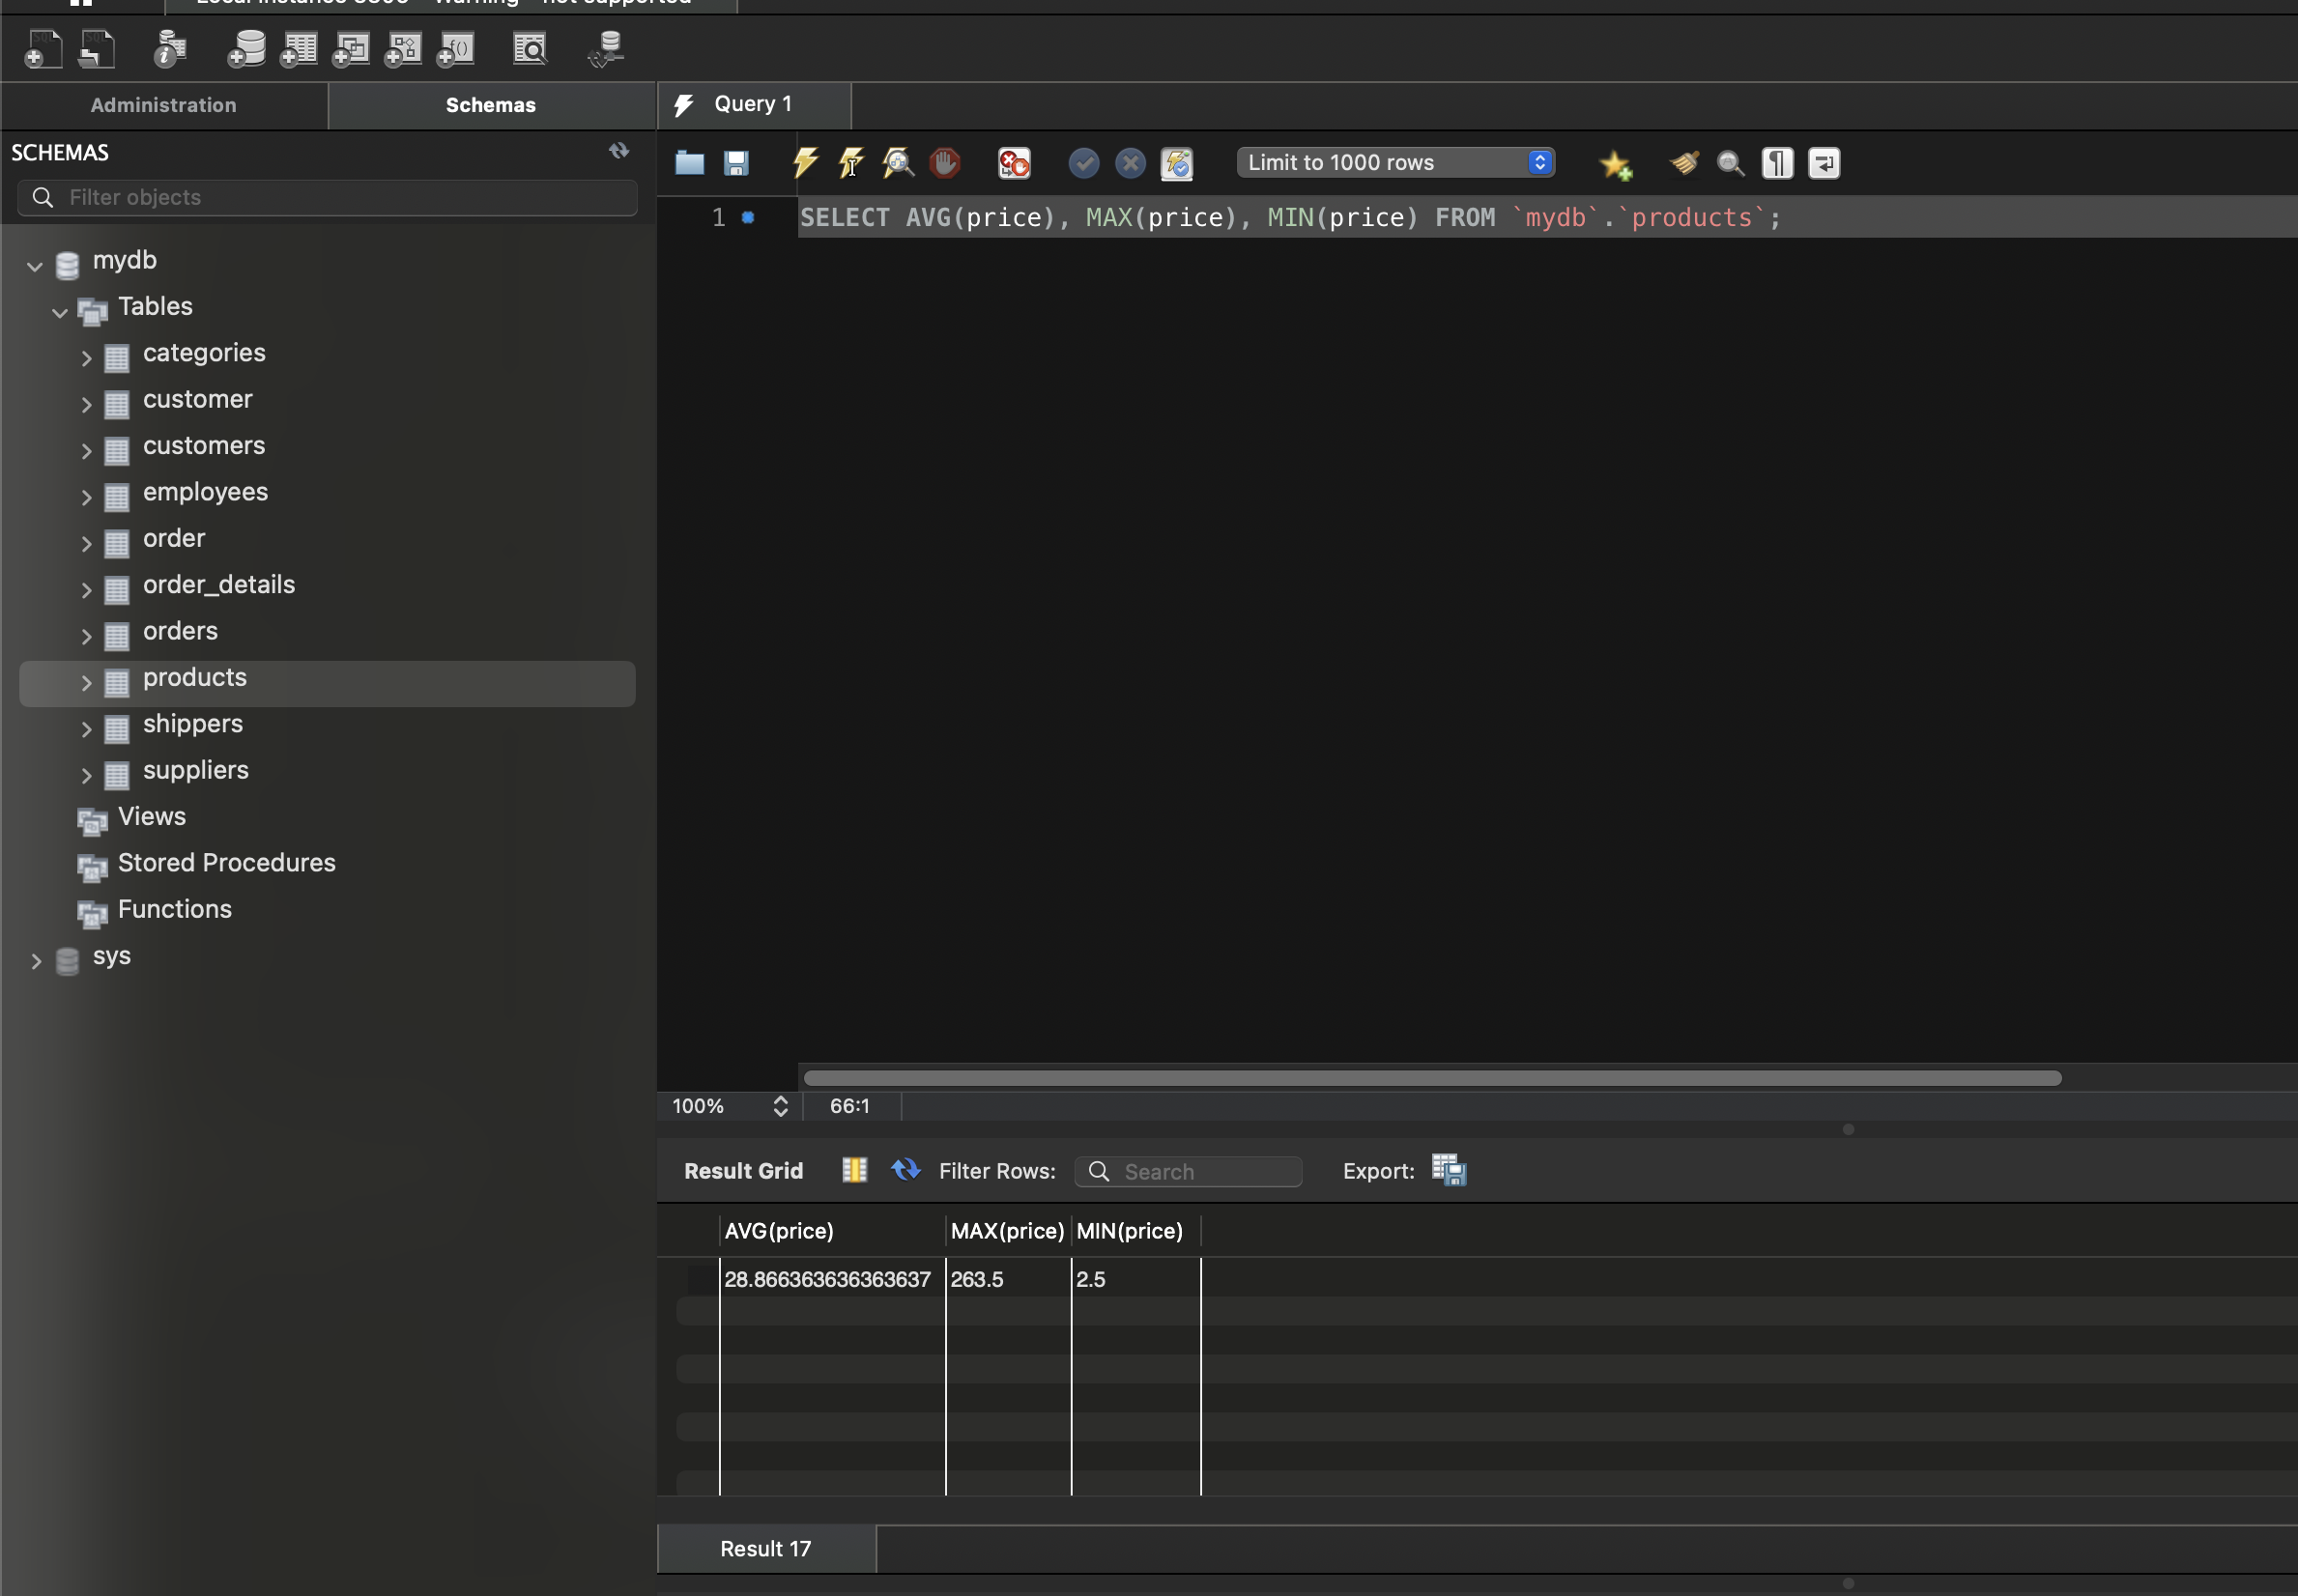 Local instance 3306 - Warning - not supported
Administration
Schemas
Query 1
SCHEMAS
Filter objects
Limit to 1000 rows
1
SELECT AVG(price), MAX(price), MIN(price) FROM `mydb`.`products`;
mydb
Tables
categories
customer
customers
employees
order
order_details
orders
products
shippers
suppliers
Views
Stored Procedures
Functions
sys
100%
66:1
Result Grid
Filter Rows:
Search
Export:
AVG(price)
MAX(price)
MIN(price)
28.866363636363637
263.5
2.5
Result 17